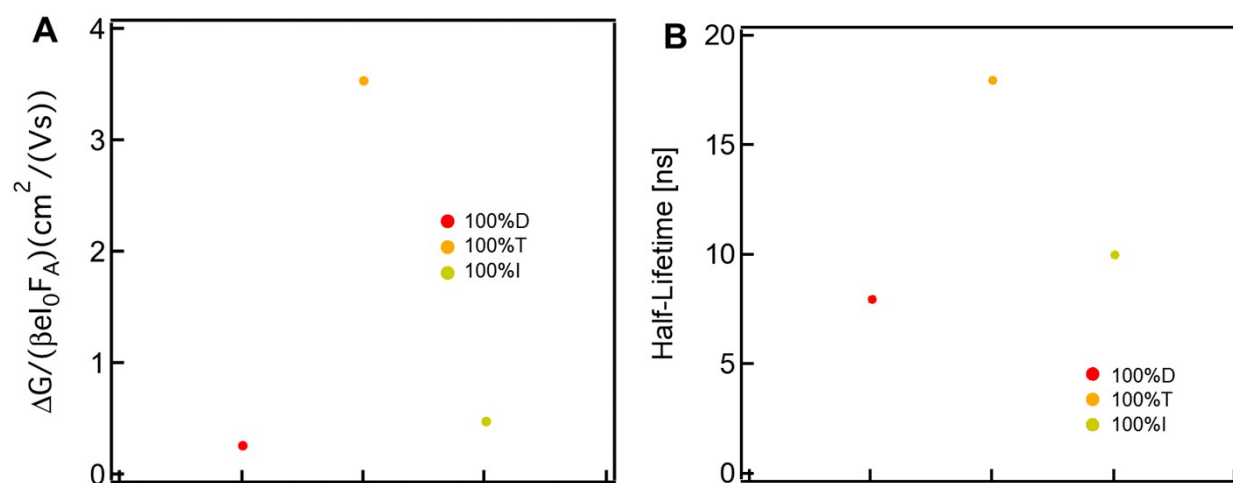 A
4
3
2
1
0
ΔG/(βeI₀F_A)(cm²/(Vs))
100%D
100%T
100%I
B
20
15
10
5
0
Half-Lifetime [ns]
100%D
100%T
100%I